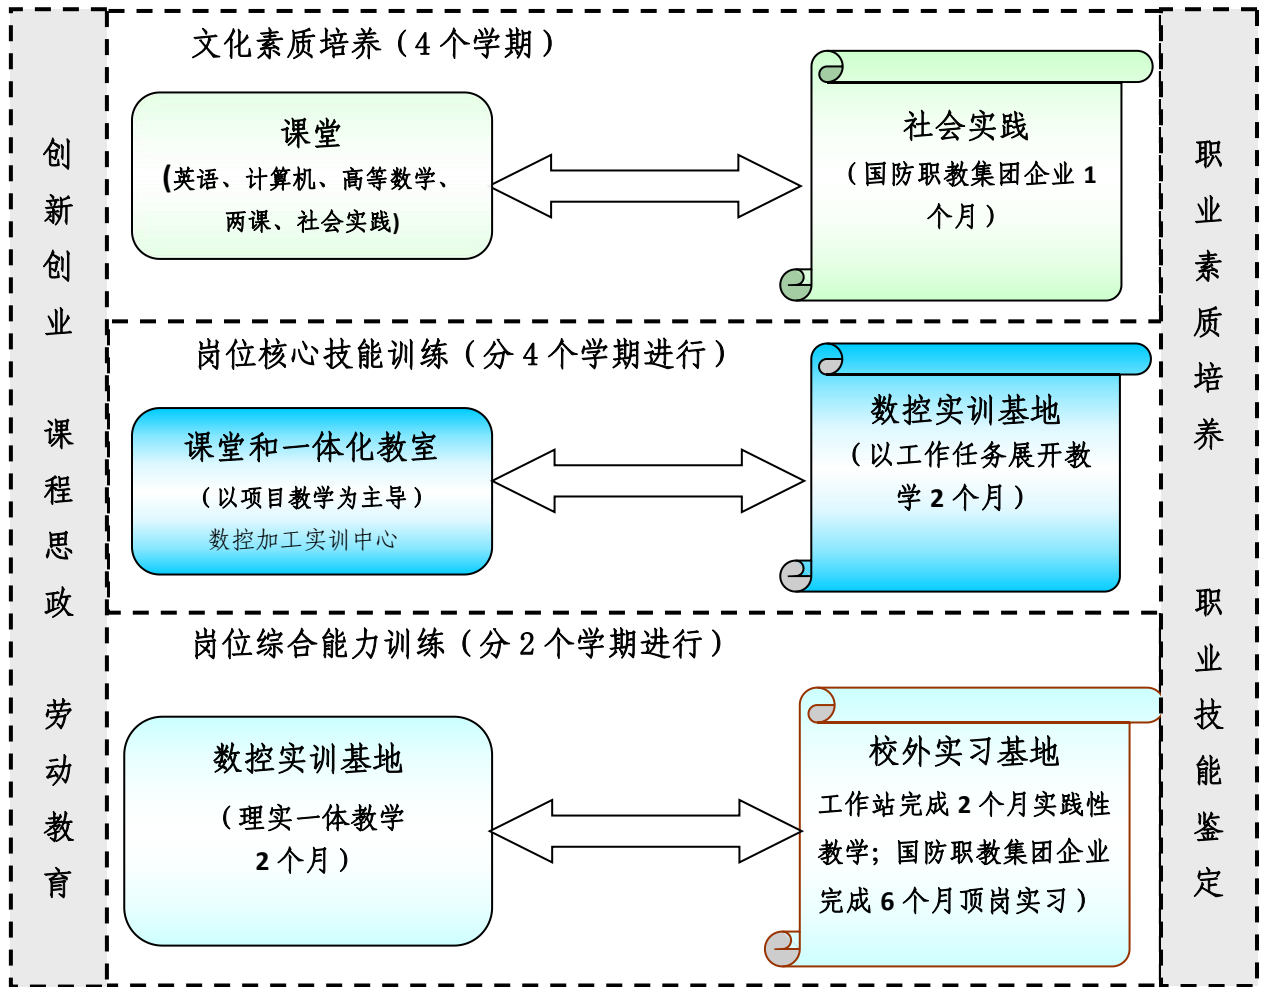 创新创业 课程思政 劳动教育
文化素质培养（4 个学期）
课堂
(英语、计算机、高等数学、
两课、社会实践)
社会实践
（国防职教集团企业 1
个月）
岗位核心技能训练（分 4 个学期进行）
课堂和一体化教室
（以项目教学为主导）
数控加工实训中心
数控实训基地
（以工作任务展开教
学 2 个月）
岗位综合能力训练（分 2 个学期进行）
数控实训基地
（理实一体教学
2 个月）
校外实习基地
工作站完成 2 个月实践性
教学；国防职教集团企业
完成 6 个月顶岗实习）
职业素质培养 职业技能鉴定